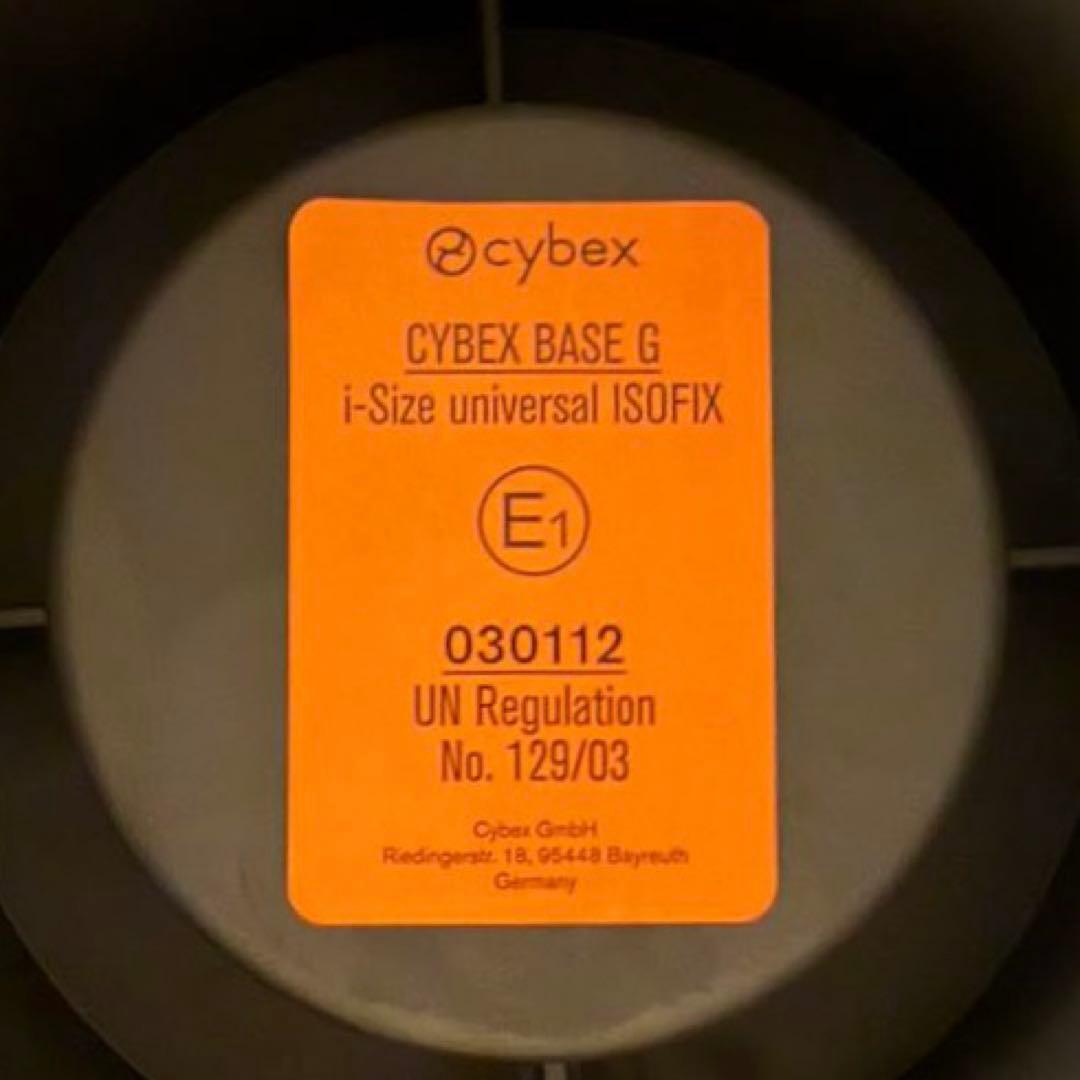 cybex
CYBEX BASE G
i-Size universal ISOFIX
E1
030112
UN Regulation
No. 129/03
Cybex GmbH
Riedingerstr. 18, 95448 Bayreuth
Germany